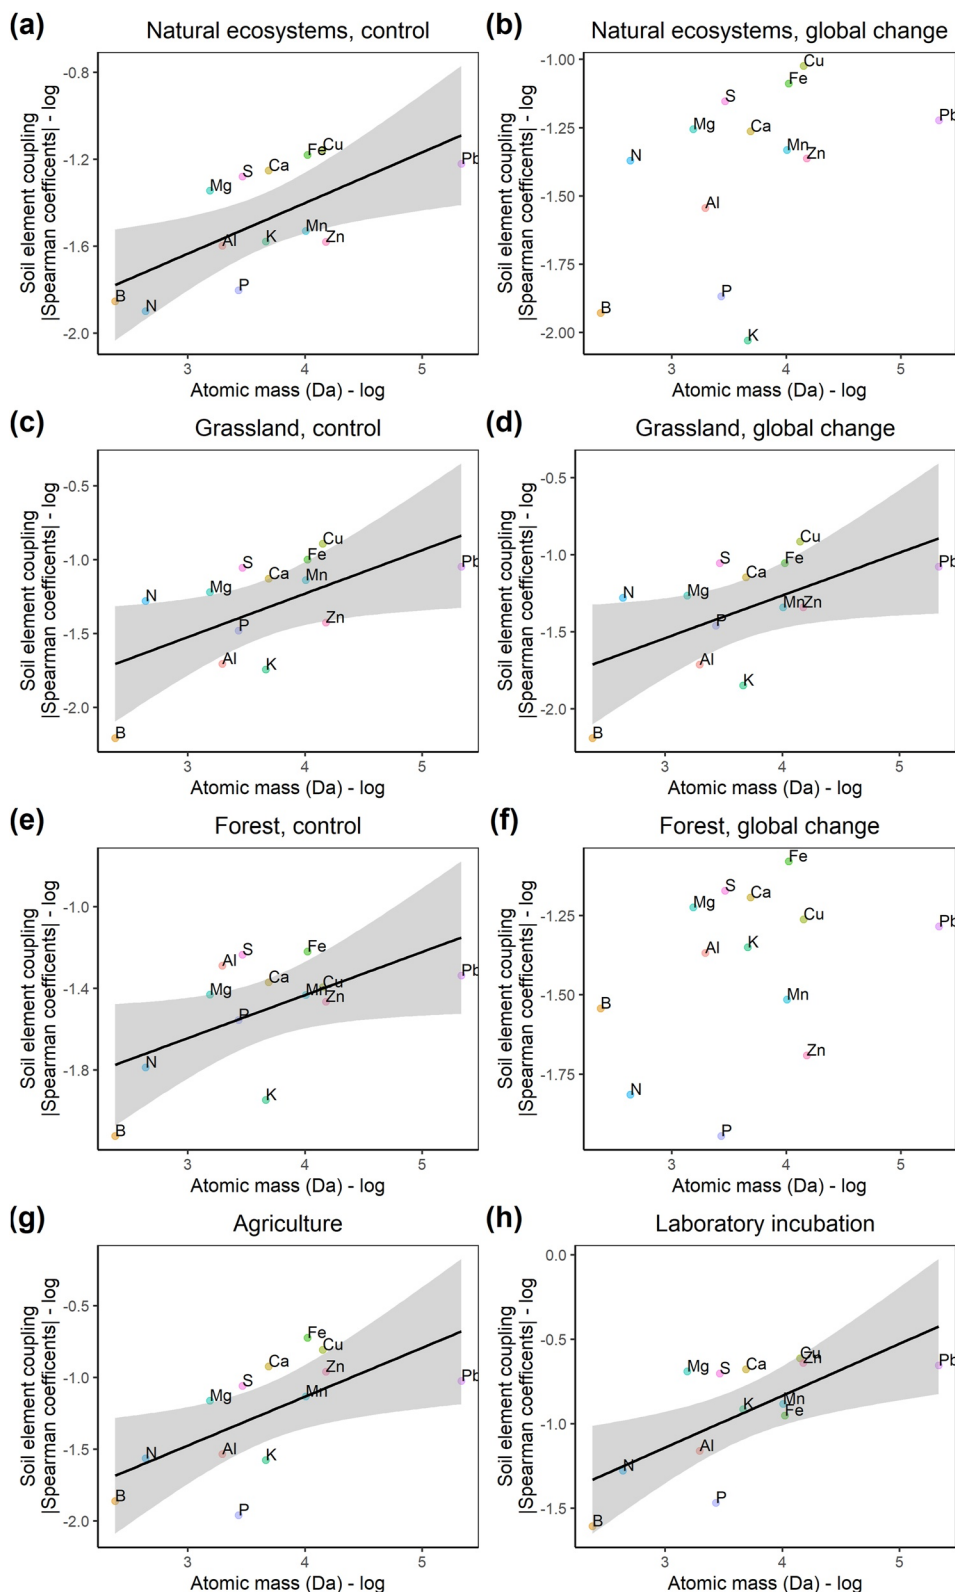 (a) Natural ecosystems, control
Soil element coupling
|Spearman coefficents| - log
-0.8
-1.2
-1.6
-2.0
B
N
Mg
Al
S
P
Ca
K
Fe
Mn
Cu
Zn
Pb
3 4 5
Atomic mass (Da) - log
(b) Natural ecosystems, global change
Soil element coupling
|Spearman coefficents| - log
-1.00
-1.25
-1.50
-1.75
-2.00
B
N
Mg
Al
S
P
Ca
K
Fe
Mn
Cu
Zn
Pb
3 4 5
Atomic mass (Da) - log
(c) Grassland, control
Soil element coupling
|Spearman coefficents| - log
-0.5
-1.0
-1.5
-2.0
B
N
Mg
Al
S
P
Ca
K
Fe
Mn
Cu
Zn
Pb
3 4 5
Atomic mass (Da) - log
(d) Grassland, global change
Soil element coupling
|Spearman coefficents| - log
-0.5
-1.0
-1.5
-2.0
B
N
Mg
Al
S
P
Ca
K
Fe
Mn
Cu
Zn
Pb
3 4 5
Atomic mass (Da) - log
(e) Forest, control
Soil element coupling
|Spearman coefficents| - log
-1.0
-1.4
-1.8
B
N
Mg
Al
S
P
Ca
K
Fe
Mn
Cu
Zn
Pb
3 4 5
Atomic mass (Da) - log
(f) Forest, global change
Soil element coupling
|Spearman coefficents| - log
-1.25
-1.50
-1.75
B
N
Mg
Al
S
P
Ca
K
Fe
Mn
Cu
Zn
Pb
3 4 5
Atomic mass (Da) - log
(g) Agriculture
Soil element coupling
|Spearman coefficents| - log
-0.5
-1.0
-1.5
-2.0
B
N
Mg
Al
S
P
Ca
K
Fe
Mn
Cu
Zn
Pb
3 4 5
Atomic mass (Da) - log
(h) Laboratory incubation
Soil element coupling
|Spearman coefficents| - log
0.0
-0.5
-1.0
-1.5
B
N
Mg
Al
S
P
Ca
K
Fe
Mn
Cu
Zn
Pb
3 4 5
Atomic mass (Da) - log